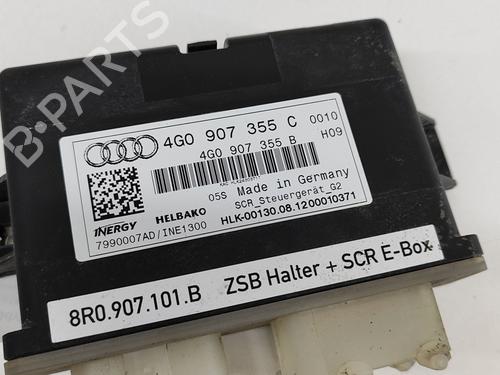 B-PARTS
4G0 907 355 C 0010
4G0 907 355 B H09
05S Made in Germany
SCR_Steuergerät_G2
INERGY HELBAKO HLK-00130.08.1200010371
7990007AD/INE1300
8R0.907.101.B ZSB Halter + SCR E-Box